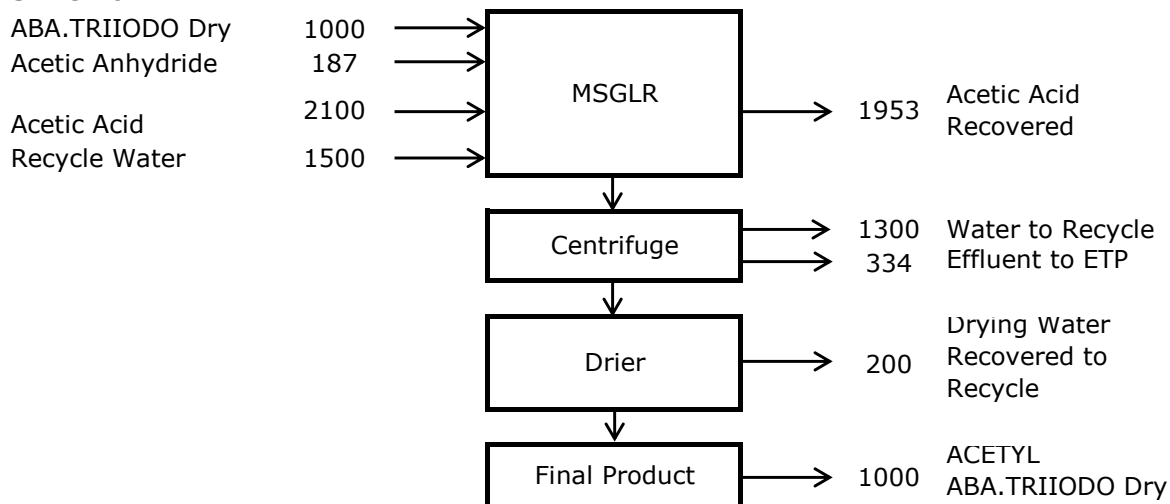 ABA.TRIIODO Dry 1000
Acetic Anhydride 187
MSGLR
2100
Acetic Acid
Recycle Water 1500
1953 Acetic Acid
Recovered
Centrifuge
1300 Water to Recycle
334 Effluent to ETP
Drier
200 Drying Water
Recovered to
Recycle
Final Product
1000 ACETYL
ABA.TRIIODO Dry